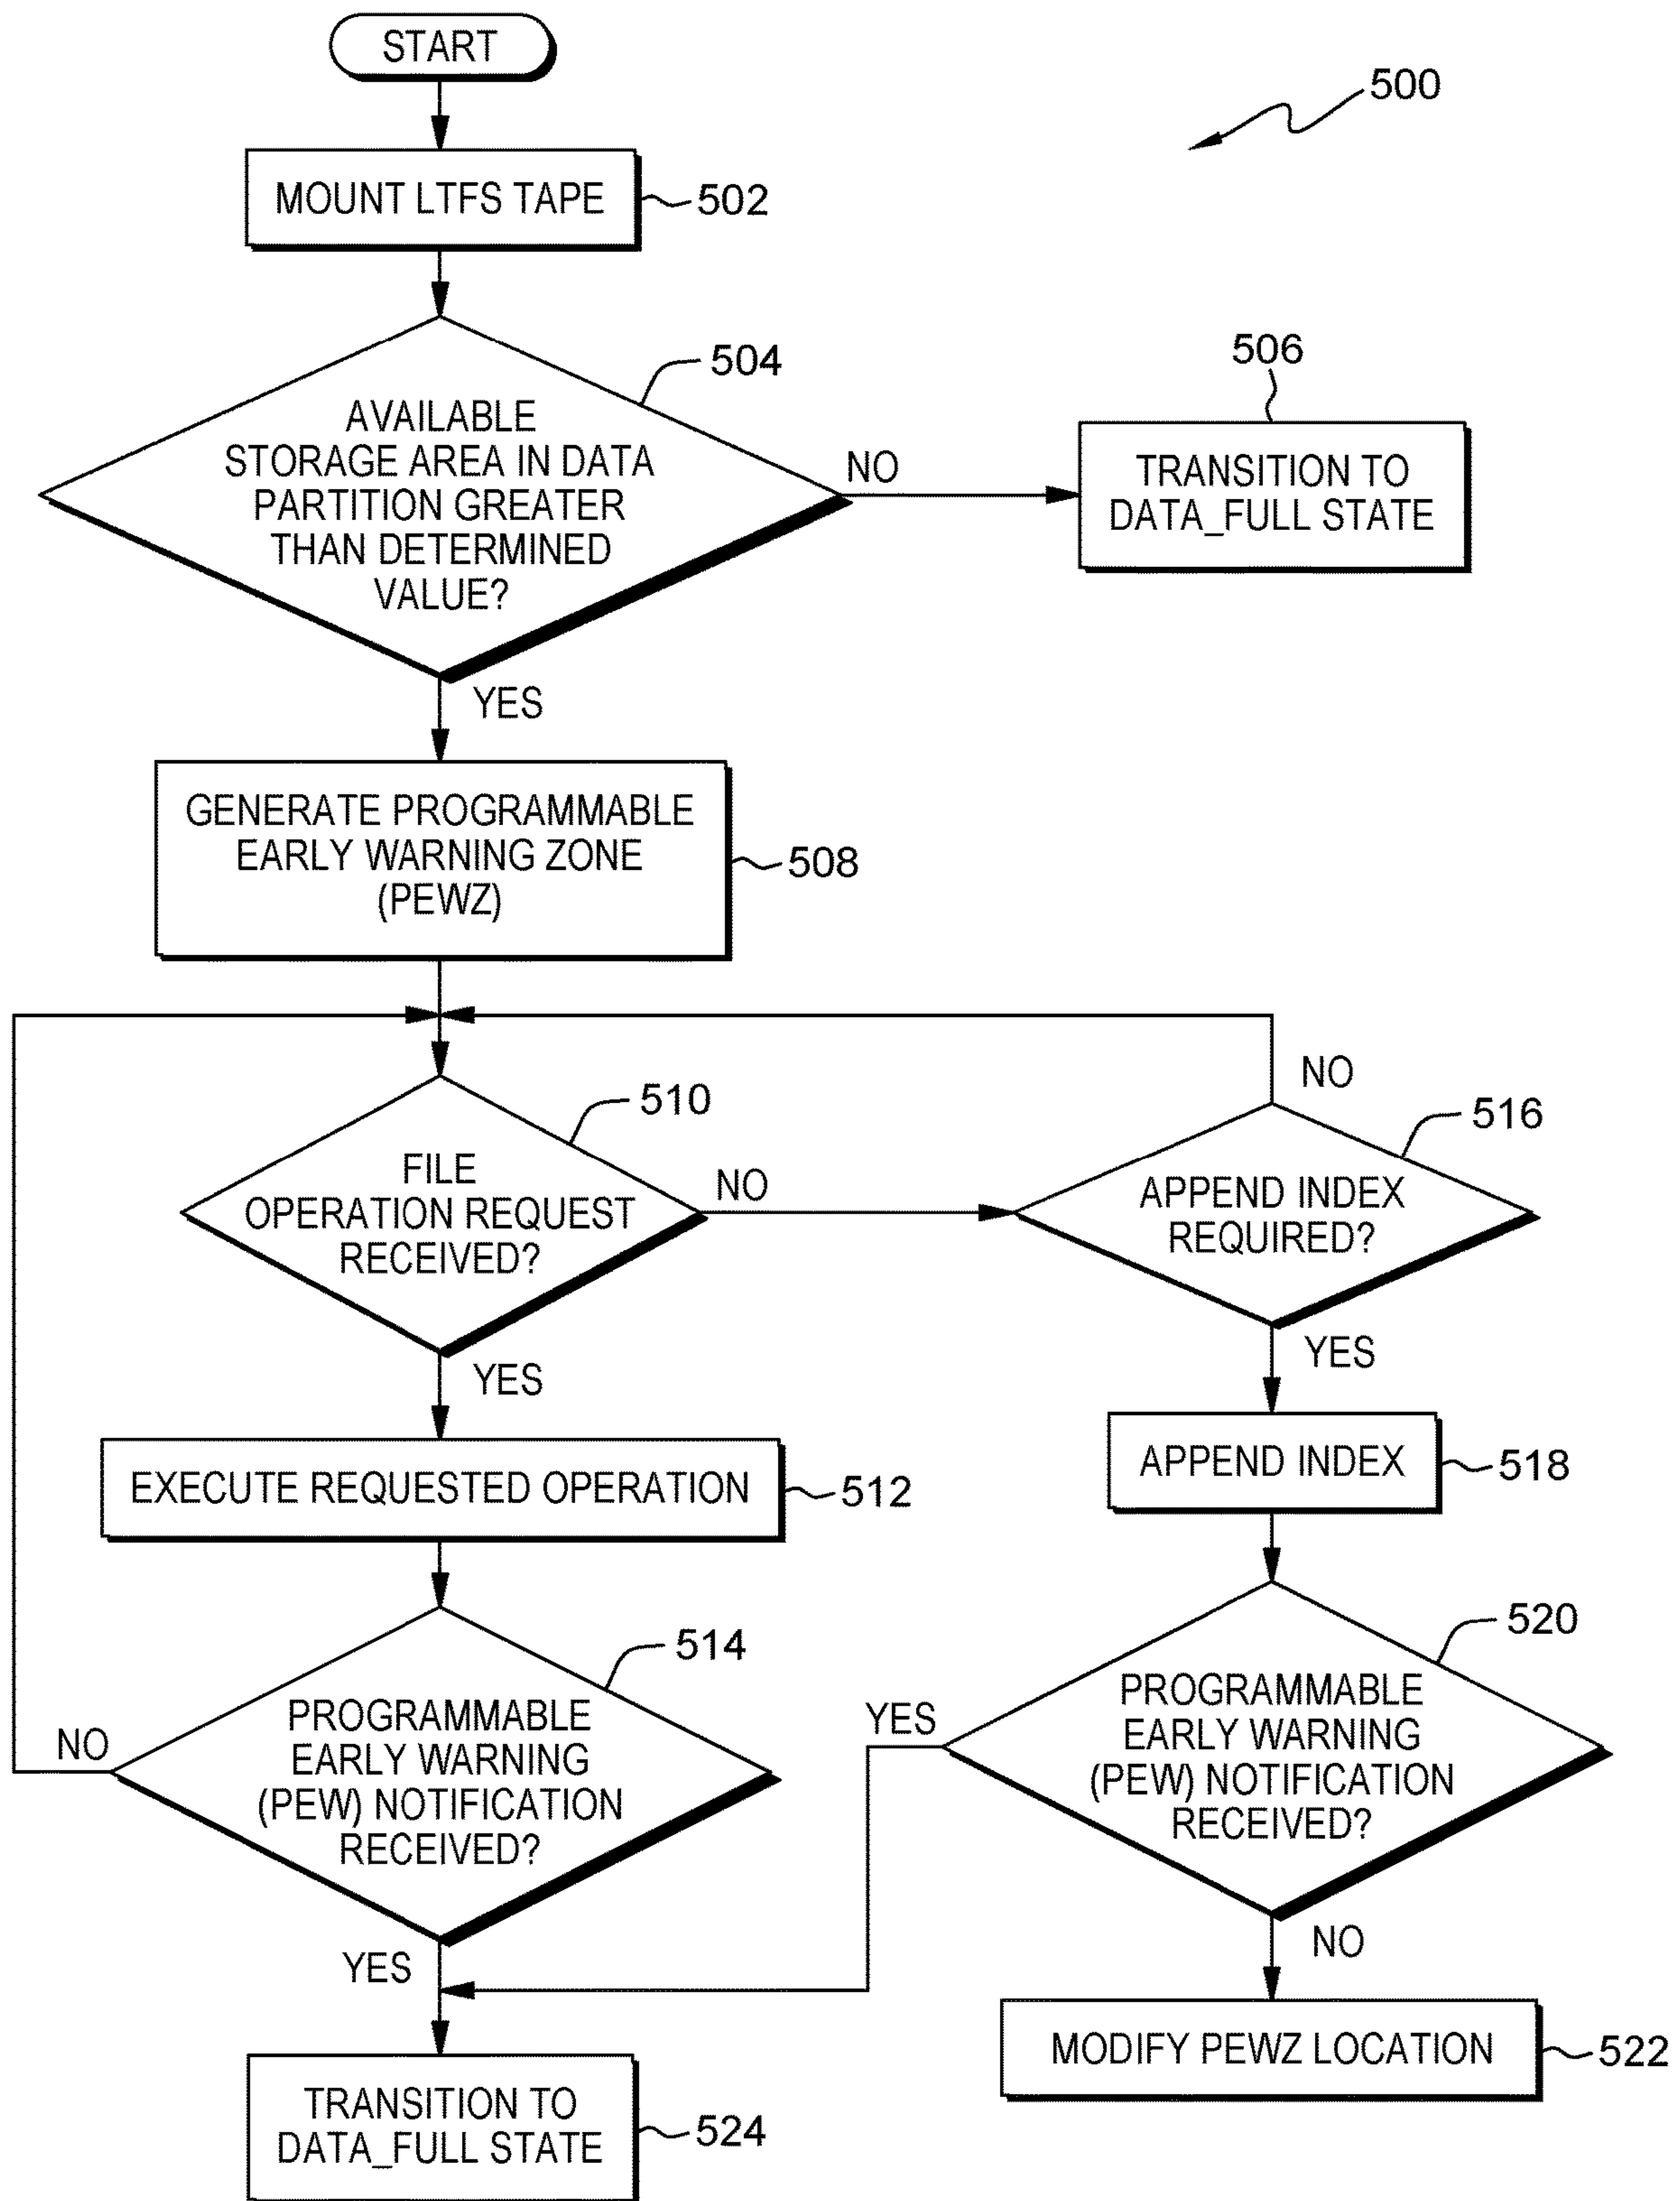 START
500
MOUNT LTFS TAPE
502
504
AVAILABLE
STORAGE AREA IN DATA
PARTITION GREATER
THAN DETERMINED
VALUE?
NO
506
TRANSITION TO
DATA_FULL STATE
YES
GENERATE PROGRAMMABLE
EARLY WARNING ZONE
(PEWZ)
508
510
FILE
OPERATION REQUEST
RECEIVED?
NO
NO
516
APPEND INDEX
REQUIRED?
YES
EXECUTE REQUESTED OPERATION
512
YES
APPEND INDEX
518
514
PROGRAMMABLE
EARLY WARNING
(PEW) NOTIFICATION
RECEIVED?
NO
YES
520
PROGRAMMABLE
EARLY WARNING
(PEW) NOTIFICATION
RECEIVED?
YES
NO
MODIFY PEWZ LOCATION
522
TRANSITION TO
DATA_FULL STATE
524